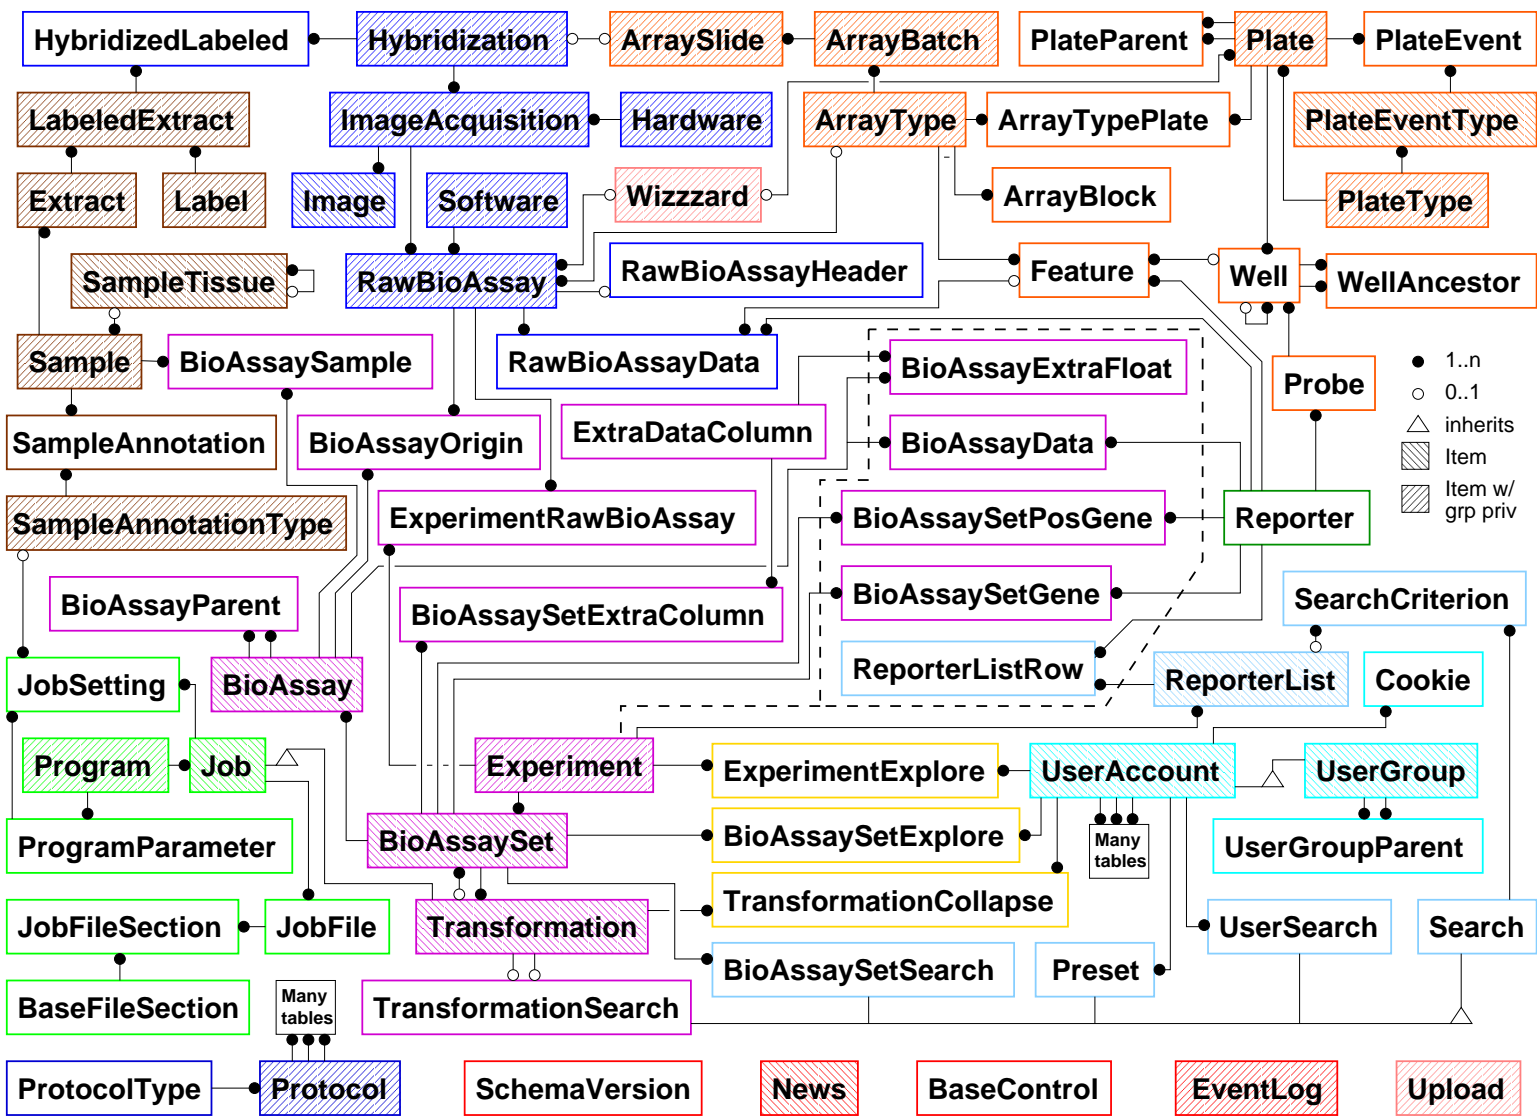 HybridizedLabeled
Hybridization
ArraySlide
ArrayBatch
PlateParent
Plate
PlateEvent
LabeledExtract
ImageAcquisition
Hardware
ArrayType
ArrayTypePlate
PlateEventType
Extract
Label
Image
Software
Wizzzard
ArrayBlock
PlateType
SampleTissue
RawBioAssay
RawBioAssayHeader
Feature
Well
WellAncestor
Sample
BioAssaySample
RawBioAssayData
BioAssayExtraFloat
Probe
1..n
0..1
inherits
Item
Item w/
grp priv
SampleAnnotation
BioAssayOrigin
ExtraDataColumn
BioAssayData
SampleAnnotationType
ExperimentRawBioAssay
BioAssaySetPosGene
Reporter
BioAssayParent
BioAssaySetExtraColumn
BioAssaySetGene
SearchCriterion
JobSetting
BioAssay
ReporterListRow
ReporterList
Cookie
Program
Job
Experiment
ExperimentExplore
UserAccount
UserGroup
ProgramParameter
BioAssaySet
BioAssaySetExplore
Many
tables
UserGroupParent
JobFileSection
JobFile
Transformation
TransformationCollapse
UserSearch
Search
BaseFileSection
Many
tables
TransformationSearch
BioAssaySetSearch
Preset
ProtocolType
Protocol
SchemaVersion
News
BaseControl
EventLog
Upload